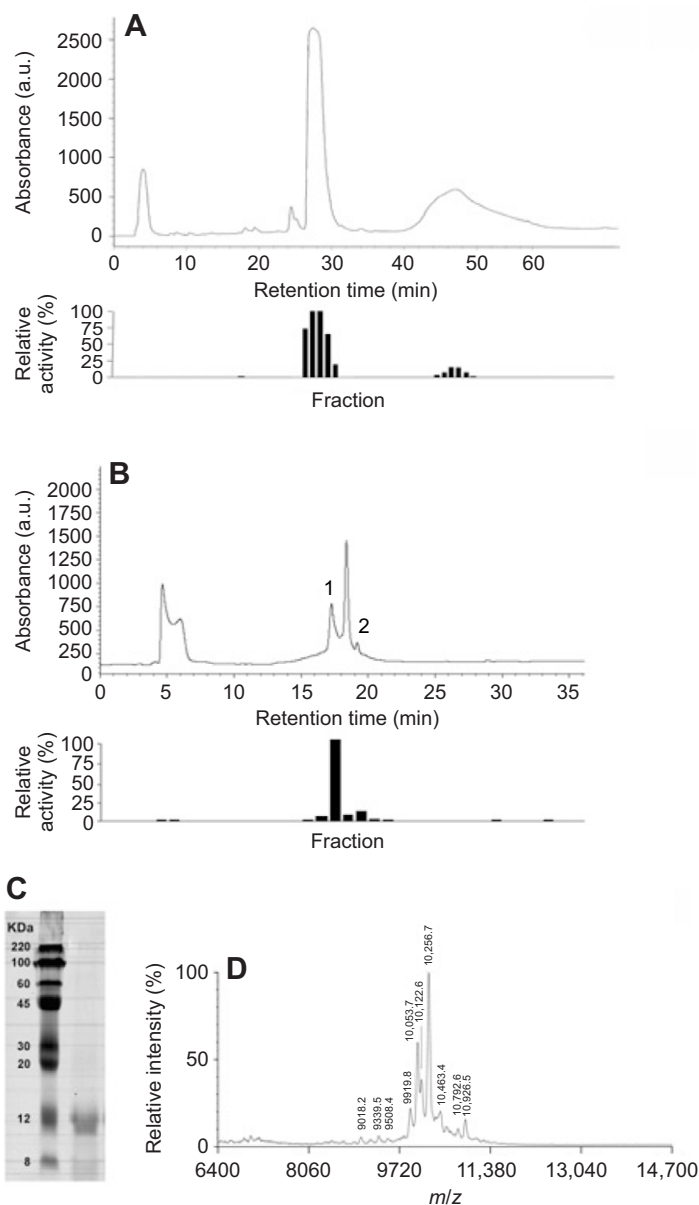 A
Absorbance (a.u.)
2500
2000
1500
1000
500
0
0 10 20 30 40 50 60
Retention time (min)
Relative
activity (%)
100
75
50
25
0
Fraction
B
Absorbance (a.u.)
2000
1750
1500
1250
1000
750
500
250
0
1
2
0 5 10 15 20 25 30 35
Retention time (min)
Relative
activity (%)
100
75
50
25
0
Fraction
C
KDa
220
100
60
45
30
20
12
8
D
Relative intensity (%)
100
50
0
9018.2
9339.5
9508.4
9919.8
10,053.7
10,122.6
10,256.7
10,463.4
10,792.6
10,926.5
6400 8060 9720 11,380 13,040 14,700
m/z